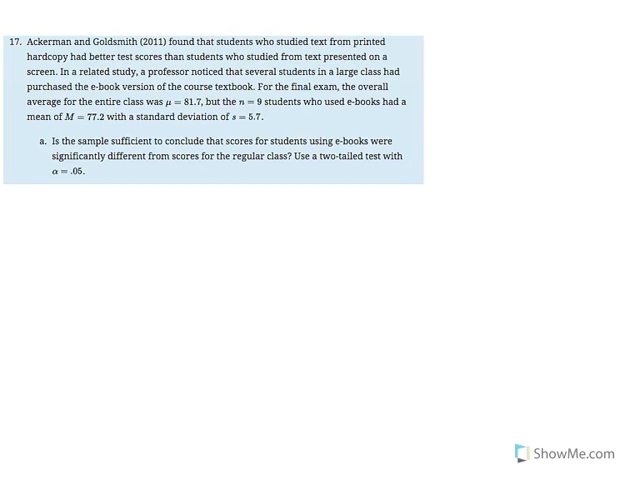 17. Ackerman and Goldsmith (2011) found that students who studied text from printed
hardcopy had better test scores than students who studied from text presented on a
screen. In a related study, a professor noticed that several students in a large class had
purchased the e-book version of the course textbook. For the final exam, the overall
average for the entire class was μ = 81.7, but the n = 9 students who used e-books had a
mean of M = 77.2 with a standard deviation of s = 5.7.
a. Is the sample sufficient to conclude that scores for students using e-books were
significantly different from scores for the regular class? Use a two-tailed test with
α = .05.
ShowMe.com